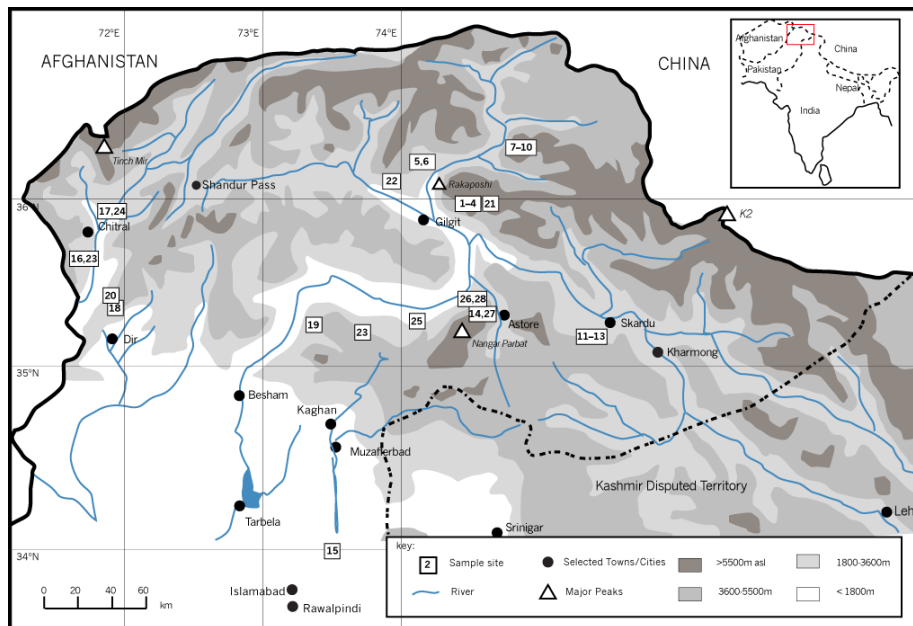 72°E
73°E
74°E
AFGHANISTAN
CHINA
Afghanistan
China
Pakistan
Nepal
India
Tinch Mir
5,6
7–10
22
Rakaposhi
Shandur Pass
1–4
21
36°N
17,24
K2
Chitral
Gilgit
16,23
20
18
26,28
14,27
19
23
25
Astore
Skardu
11–13
Dir
Nangar Parbat
Kharmong
35°N
Besham
Kaghan
Muzafferbad
Kashmir Disputed Territory
Leh
Tarbela
Srinigar
34°N
15
key:
2
Sample site
Selected Towns/Cities
>5500m asl
1800-3600m
River
Major Peaks
3600-5500m
< 1800m
Islamabad
Rawalpindi
0 20 40 60
km